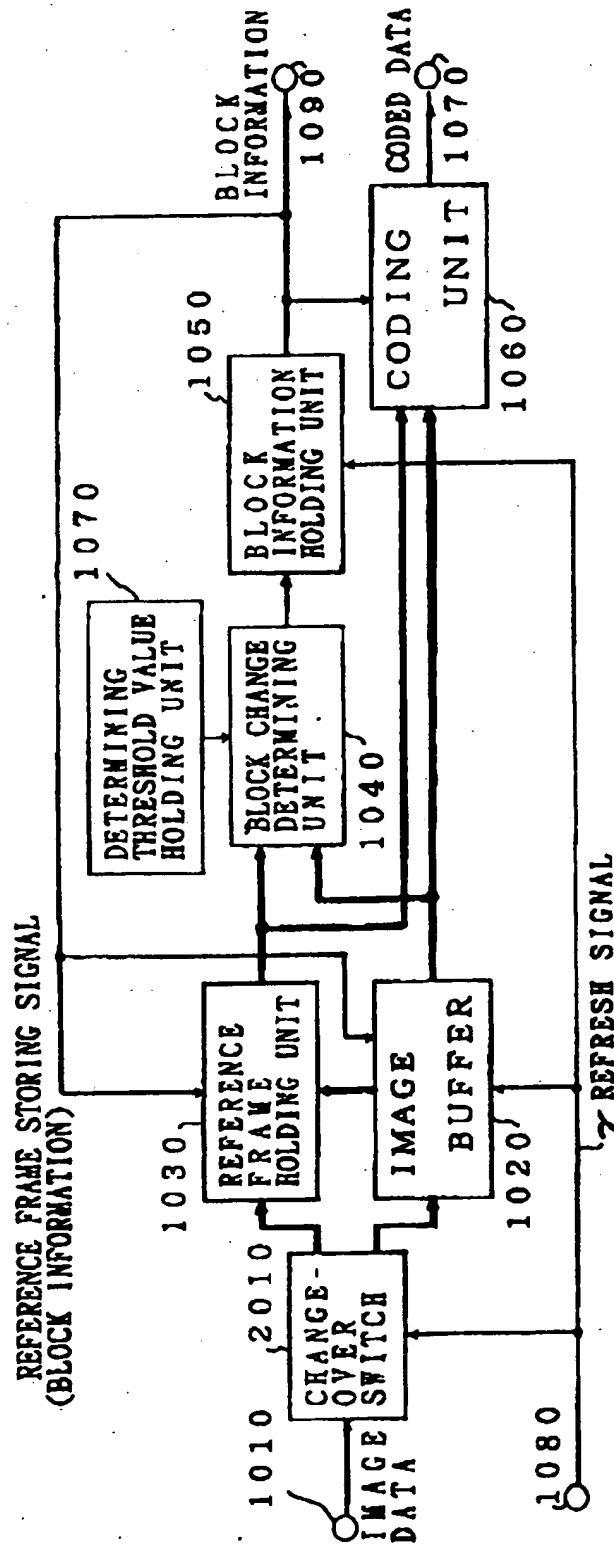 REFERENCE FRAME STORING SIGNAL
(BLOCK INFORMATION)
1010
IMAGE
DATA
2010
CHANGE-
OVER
SWITCH
1030
REFERENCE
FRAME
HOLDING UNIT
IMAGE
BUFFER
1020
1070
DETERMINING
THRESHOLD VALUE
HOLDING UNIT
BLOCK CHANGE
DETERMINING
UNIT
1040
1050
BLOCK
INFORMATION
HOLDING UNIT
BLOCK
INFORMATION
1090
CODING
UNIT
1060
CODED DATA
1070
1080
REFRESH SIGNAL